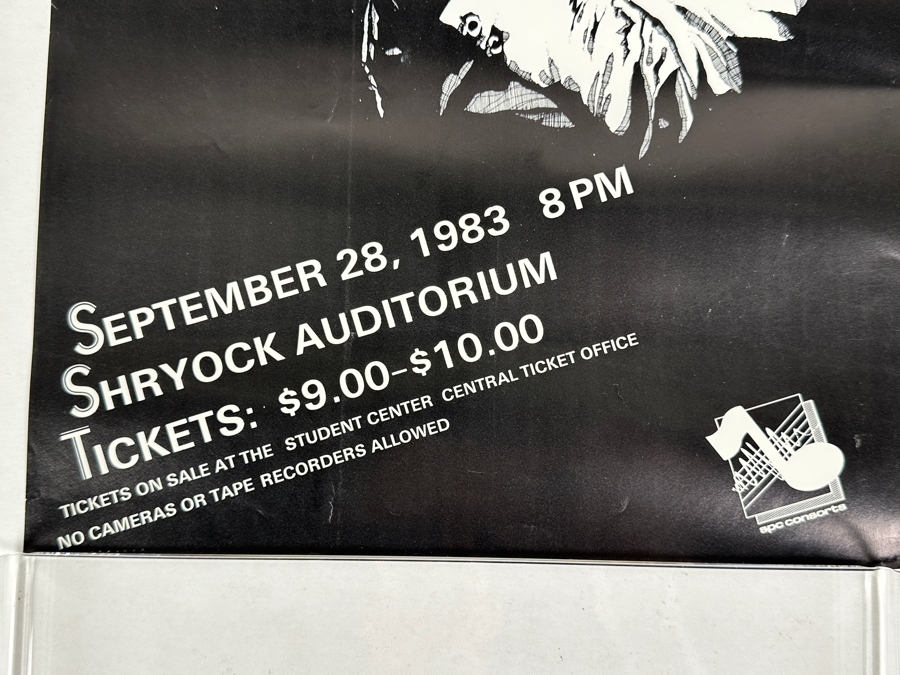 SEPTEMBER 28, 1983 8 PM
SHRYOCK AUDITORIUM
TICKETS: $9.00-$10.00
TICKETS ON SALE AT THE STUDENT CENTER CENTRAL TICKET OFFICE
NO CAMERAS OR TAPE RECORDERS ALLOWED
spc consorts